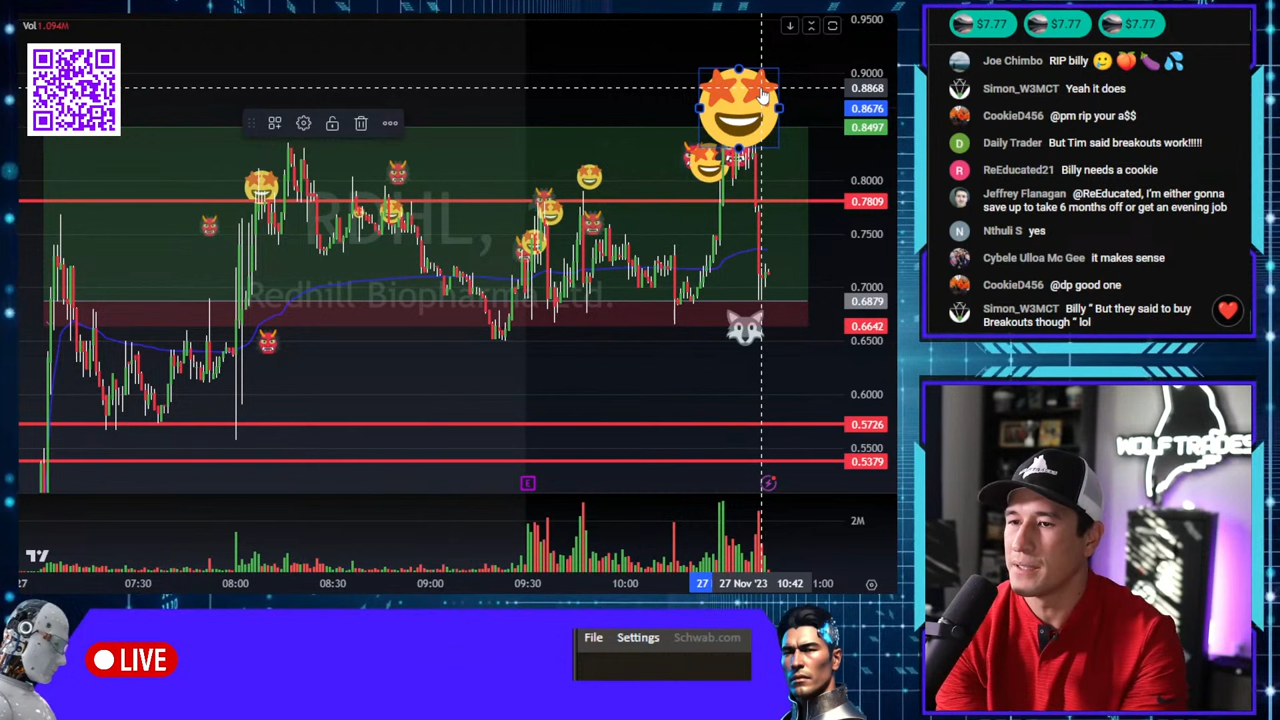 Vol 1.094M
RDHL,
Redhill Biopharma Ltd.
0.9500
0.9000
0.8868
0.8676
0.8497
0.8000
0.7809
0.7500
0.7000
0.6879
0.6642
0.6500
0.6000
0.5726
0.5500
0.5379
2M
E
27
07:30
08:00
08:30
09:00
09:30
10:00
27
27 Nov '23 10:42
1:00
$7.77
$7.77
$7.77
Joe Chimbo RIP billy 🥲🍑🍆💦
Simon_W3MCT Yeah it does
CookieD456 @pm rip your a$$
D
Daily Trader But Tim said breakouts work!!!!!
R
ReEducated21 Billy needs a cookie
Jeffrey Flanagan @ReEducated, I'm either gonna
save up to take 6 months off or get an evening job
N
Nthuli S yes
Cybele Ulloa Mc Gee it makes sense
CookieD456 @dp good one
Simon_W3MCT Billy “ But they said to buy
Breakouts though ” lol
WOLFTRADES
LIVE
File Settings Schwab.com